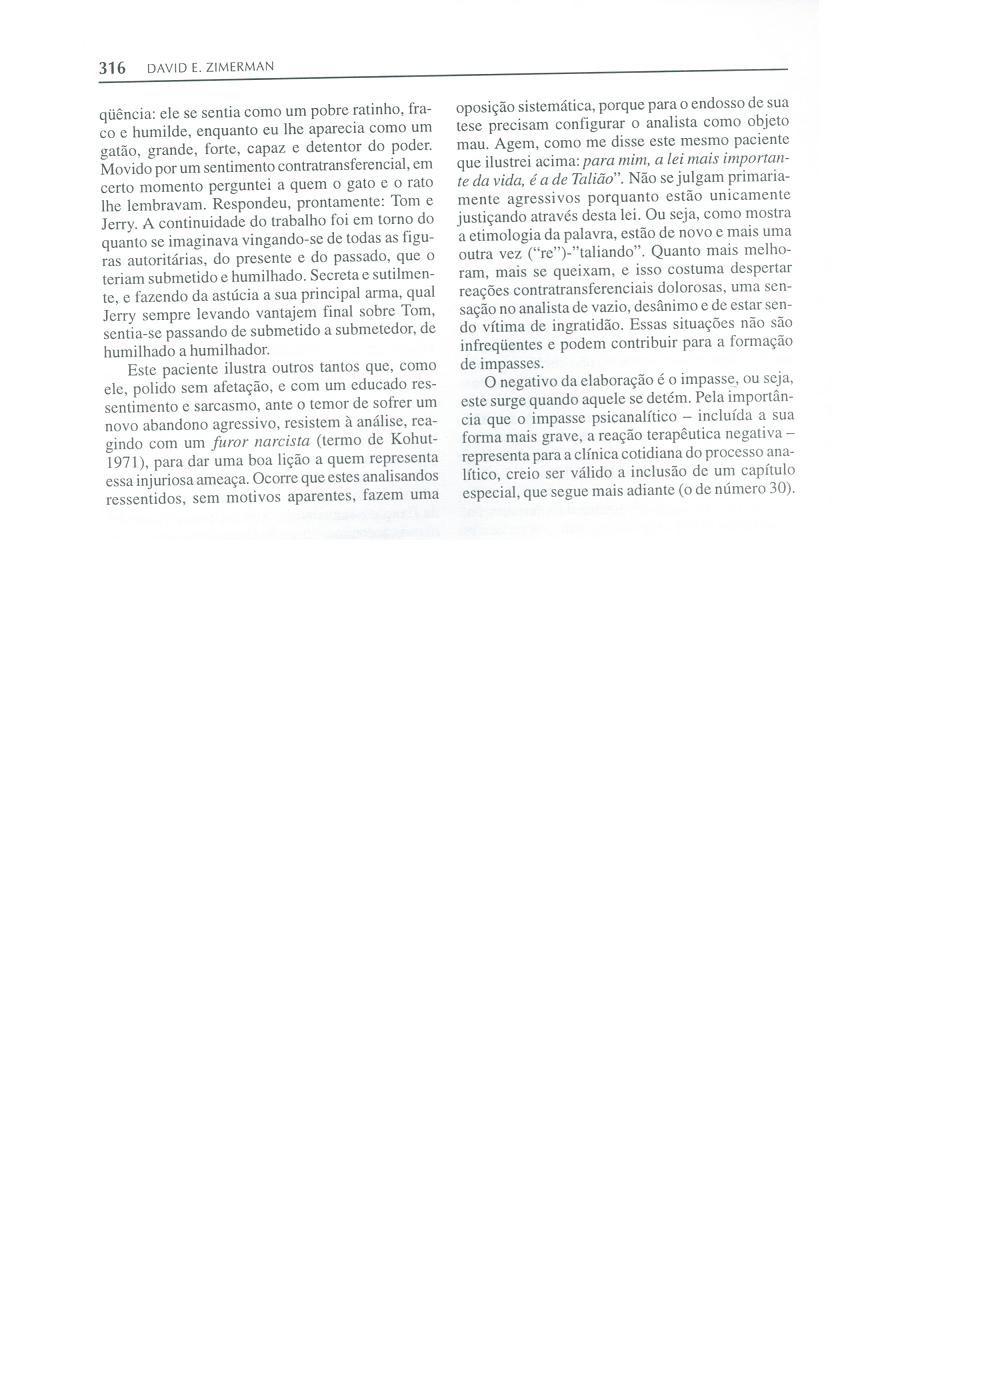 316 DAVID E. ZIMERMAN
qüência: ele se sentia como um pobre ratinho, fra-
co e humilde, enquanto eu lhe aparecia como um
gatão, grande, forte, capaz e detentor do poder.
Movido por um sentimento contratransferencial, em
certo momento perguntei a quem o gato e o rato
lhe lembravam. Respondeu, prontamente: Tom e
Jerry. A continuidade do trabalho foi em torno do
quanto se imaginava vingando-se de todas as figu-
ras autoritárias, do presente e do passado, que o
teriam submetido e humilhado. Secreta e sutilmen-
te, e fazendo da astúcia a sua principal arma, qual
Jerry sempre levando vantajem final sobre Tom,
sentia-se passando de submetido a submetedor, de
humilhado a humilhador.
Este paciente ilustra outros tantos que, como
ele, polido sem afetação, e com um educado res-
sentimento e sarcasmo, ante o temor de sofrer um
novo abandono agressivo, resistem à análise, rea-
gindo com um furor narcista (termo de Kohut-
1971), para dar uma boa lição a quem representa
essa injuriosa ameaça. Ocorre que estes analisandos
ressentidos, sem motivos aparentes, fazem uma
oposição sistemática, porque para o endosso de sua
tese precisam configurar o analista como objeto
mau. Agem, como me disse este mesmo paciente
que ilustrei acima: para mim, a lei mais importan-
te da vida, é a de Talião”. Não se julgam primaria-
mente agressivos porquanto estão unicamente
justiçando através desta lei. Ou seja, como mostra
a etimologia da palavra, estão de novo e mais uma
outra vez (“re”)-”taliando”. Quanto mais melho-
ram, mais se queixam, e isso costuma despertar
reações contratransferenciais dolorosas, uma sen-
sação no analista de vazio, desânimo e de estar sen-
do vítima de ingratidão. Essas situações não são
infreqüentes e podem contribuir para a formação
de impasses.
O negativo da elaboração é o impasse, ou seja,
este surge quando aquele se detém. Pela importân-
cia que o impasse psicanalítico – incluída a sua
forma mais grave, a reação terapêutica negativa –
representa para a clínica cotidiana do processo ana-
lítico, creio ser válido a inclusão de um capítulo
especial, que segue mais adiante (o de número 30).